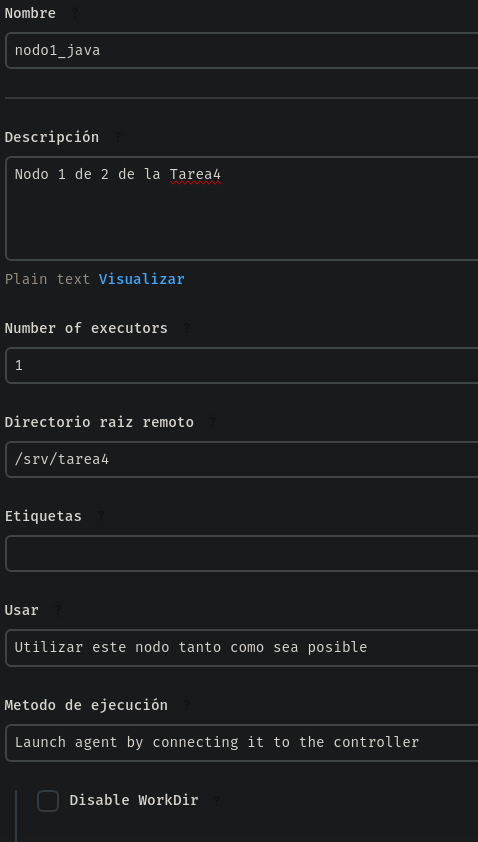 Nombre ?
nodo1_java
Descripción ?
Nodo 1 de 2 de la Tarea4
Plain text Visualizar
Number of executors ?
1
Directorio raiz remoto ?
/srv/tarea4
Etiquetas ?
Usar ?
Utilizar este nodo tanto como sea posible
Metodo de ejecución ?
Launch agent by connecting it to the controller
Disable WorkDir ?